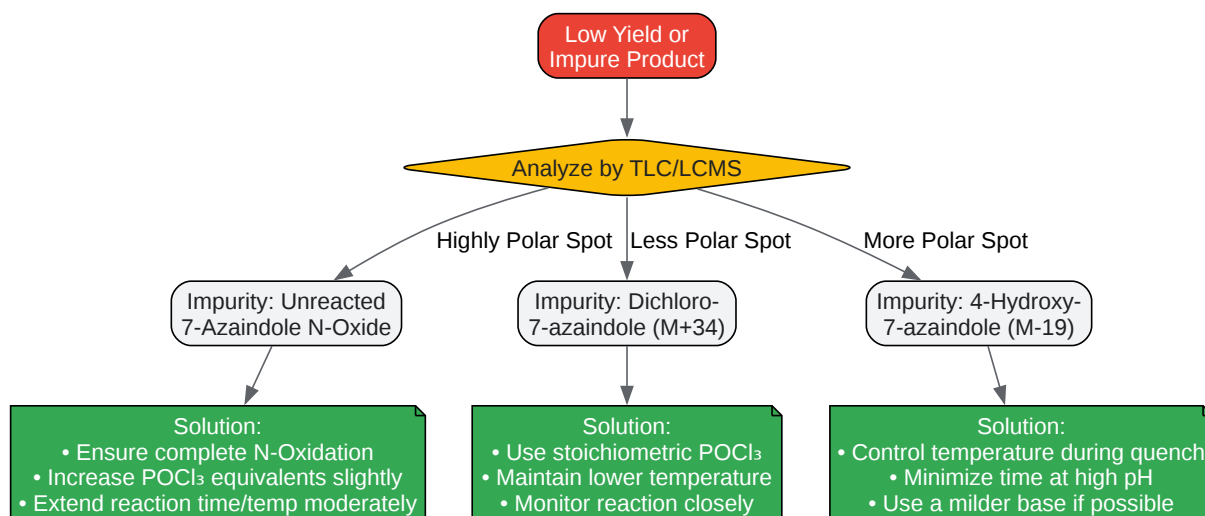 Low Yield or
Impure Product
Analyze by TLC/LCMS
Highly Polar Spot
Less Polar Spot
More Polar Spot
Impurity: Unreacted
7-Azaindole N-Oxide
Impurity: Dichloro-
7-azaindole (M+34)
Impurity: 4-Hydroxy-
7-azaindole (M-19)
Solution:
• Ensure complete N-Oxidation
• Increase POCl₃ equivalents slightly
• Extend reaction time/temp moderately
Solution:
• Use stoichiometric POCl₃
• Maintain lower temperature
• Monitor reaction closely
Solution:
• Control temperature during quench
• Minimize time at high pH
• Use a milder base if possible